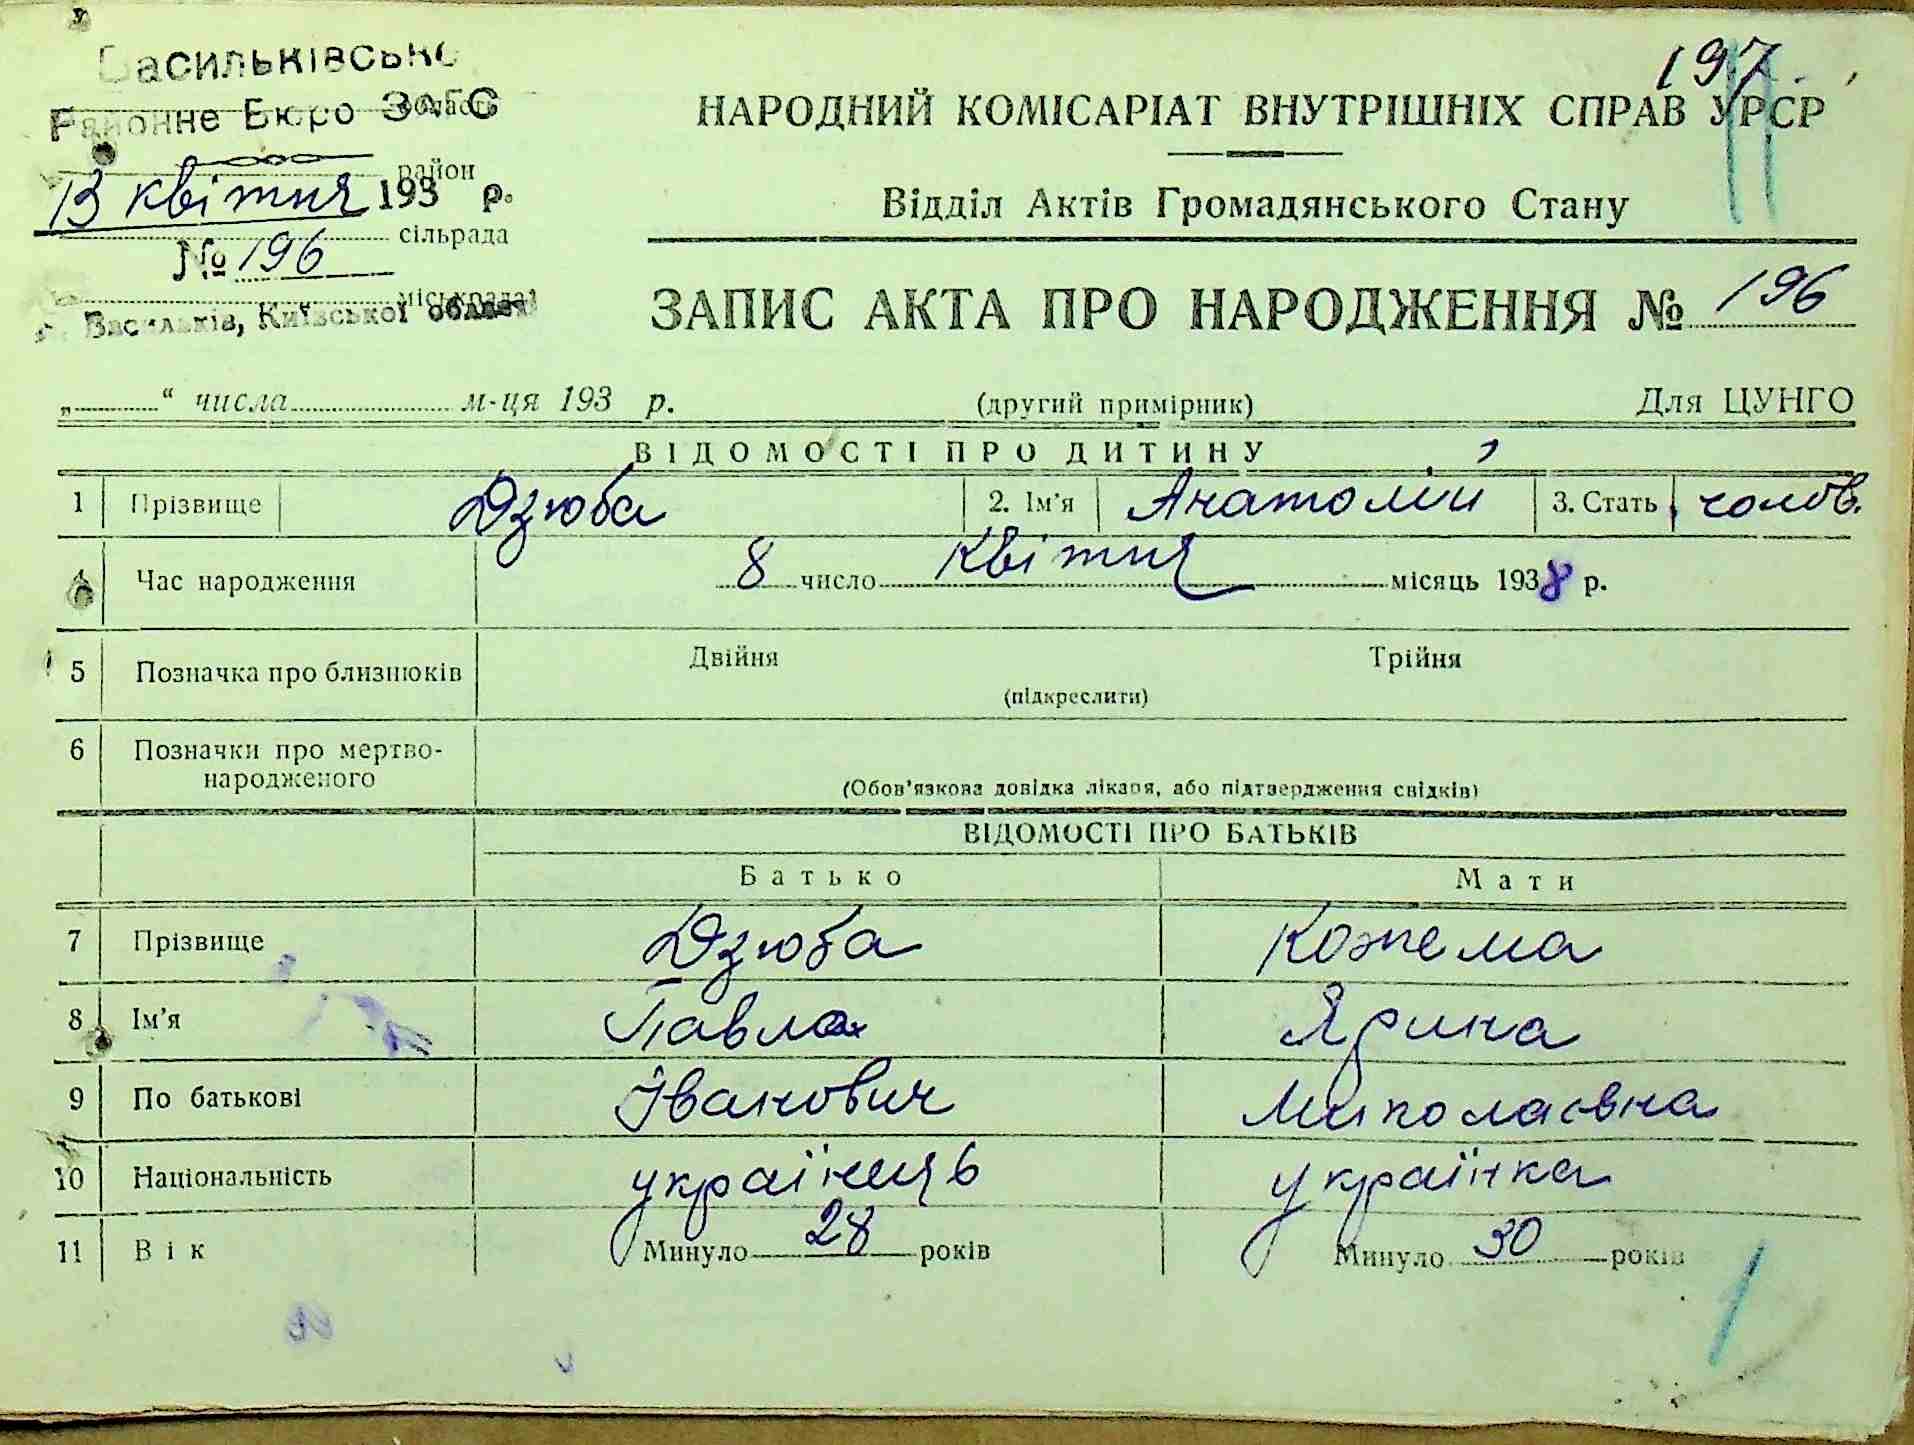 197
Васильківське
Районне Бюро ЗАГС
область
район
13 квітня 193 р.
сільрада
№ 196
міськрада
м. Васильків, Київської області
НАРОДНИЙ КОМІСАРІАТ ВНУТРІШНІХ СПРАВ УРСР
Відділ Актів Громадянського Стану
ЗАПИС АКТА ПРО НАРОДЖЕННЯ № 196
„ “ числа м-ця 193 р. (другий примірник) Для ЦУНГО
ВІДОМОСТІ ПРО ДИТИНУ
1 Прізвище Дзюба 2. Ім'я Анатолій 3. Стать чолов.
4 Час народження 8 число Квітня місяць 1938 р.
5 Позначка про близнюків Двійня Трійня
(підкреслити)
6 Позначки про мертво-
народженого
(Обов'язкова довідка лікаря, або підтвердження свідків)
ВІДОМОСТІ ПРО БАТЬКІВ
Батько Мати
7 Прізвище Дзюба Кожема
8 Ім'я Павло Ярина
9 По батькові Іванович Миколаєвна
10 Національність українець українка
11 Вік Минуло 28 років Минуло 30 років